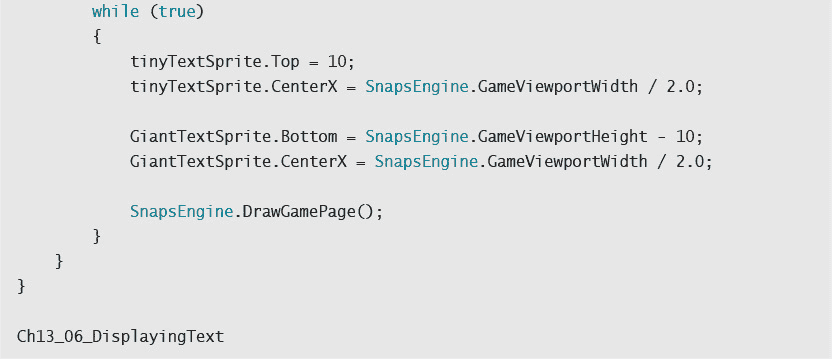 while (true)
{
tinyTextSprite.Top = 10;
tinyTextSprite.CenterX = SnapsEngine.GameViewportWidth / 2.0;
GiantTextSprite.Bottom = SnapsEngine.GameViewportHeight - 10;
GiantTextSprite.CenterX = SnapsEngine.GameViewportWidth / 2.0;
SnapsEngine.DrawGamePage();
}
}
}
Ch13_06_DisplayingText